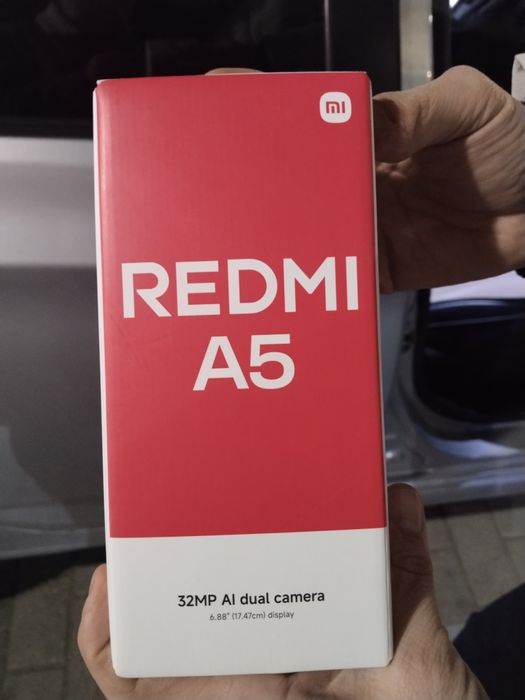 mi
REDMI
A5
32MP AI dual camera
6.88" (17.47cm) display